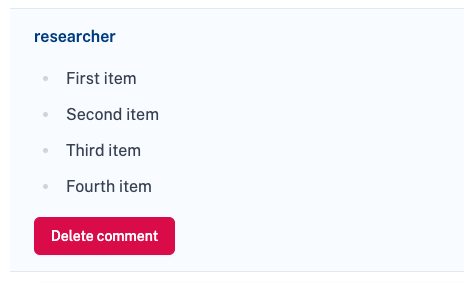 researcher
First item
Second item
Third item
Fourth item
Delete comment